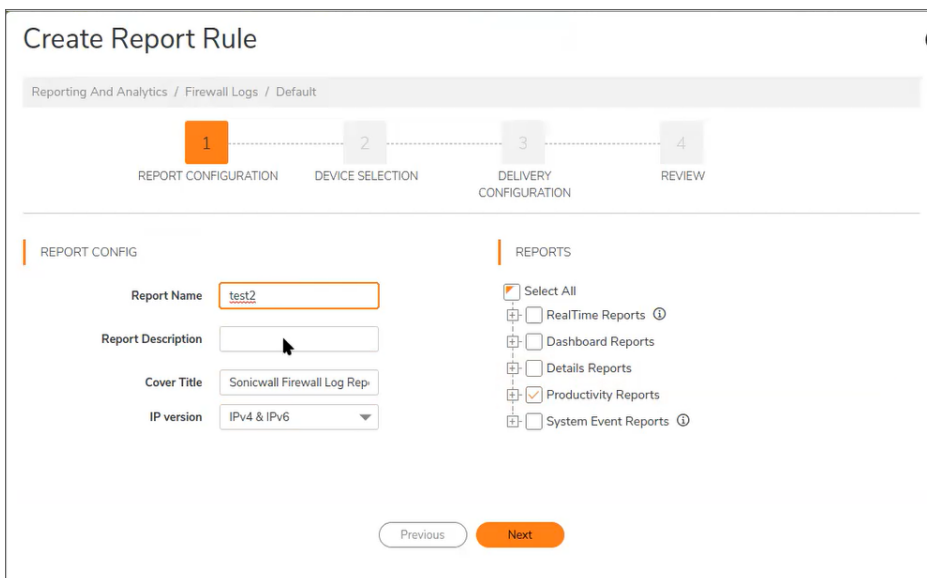 Create Report Rule
Reporting And Analytics / Firewall Logs / Default
1
2
3
4
REPORT CONFIGURATION
DEVICE SELECTION
DELIVERY
CONFIGURATION
REVIEW
REPORT CONFIG
Report Name
test2
Report Description
Cover Title
Sonicwall Firewall Log Rep
IP version
IPv4 & IPv6
REPORTS
Select All
RealTime Reports
Dashboard Reports
Details Reports
Productivity Reports
System Event Reports
Previous
Next